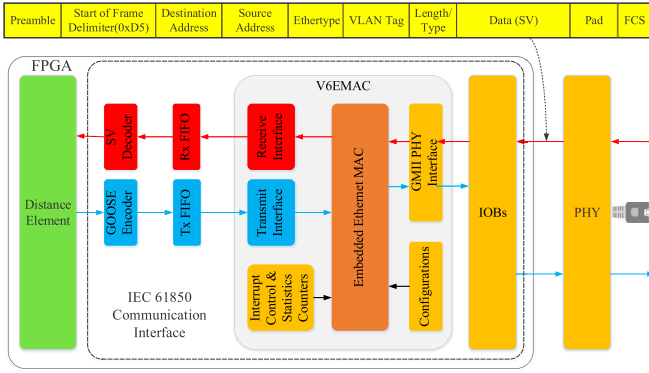 Preamble
Start of Frame
Delimiter(0xD5)
Destination
Address
Source
Address
Ethertype
VLAN Tag
Length/
Type
Data (SV)
Pad
FCS
FPGA
V6EMAC
Distance
Element
SV
Decoder
Rx FIFO
Receive
Interface
GOOSE
Encoder
Tx FIFO
Transmit
Interface
Embedded Ethernet MAC
GMII PHY
Interface
IOBs
PHY
Interrupt
Control &
Statistics
Counters
Configurations
IEC 61850
Communication
Interface